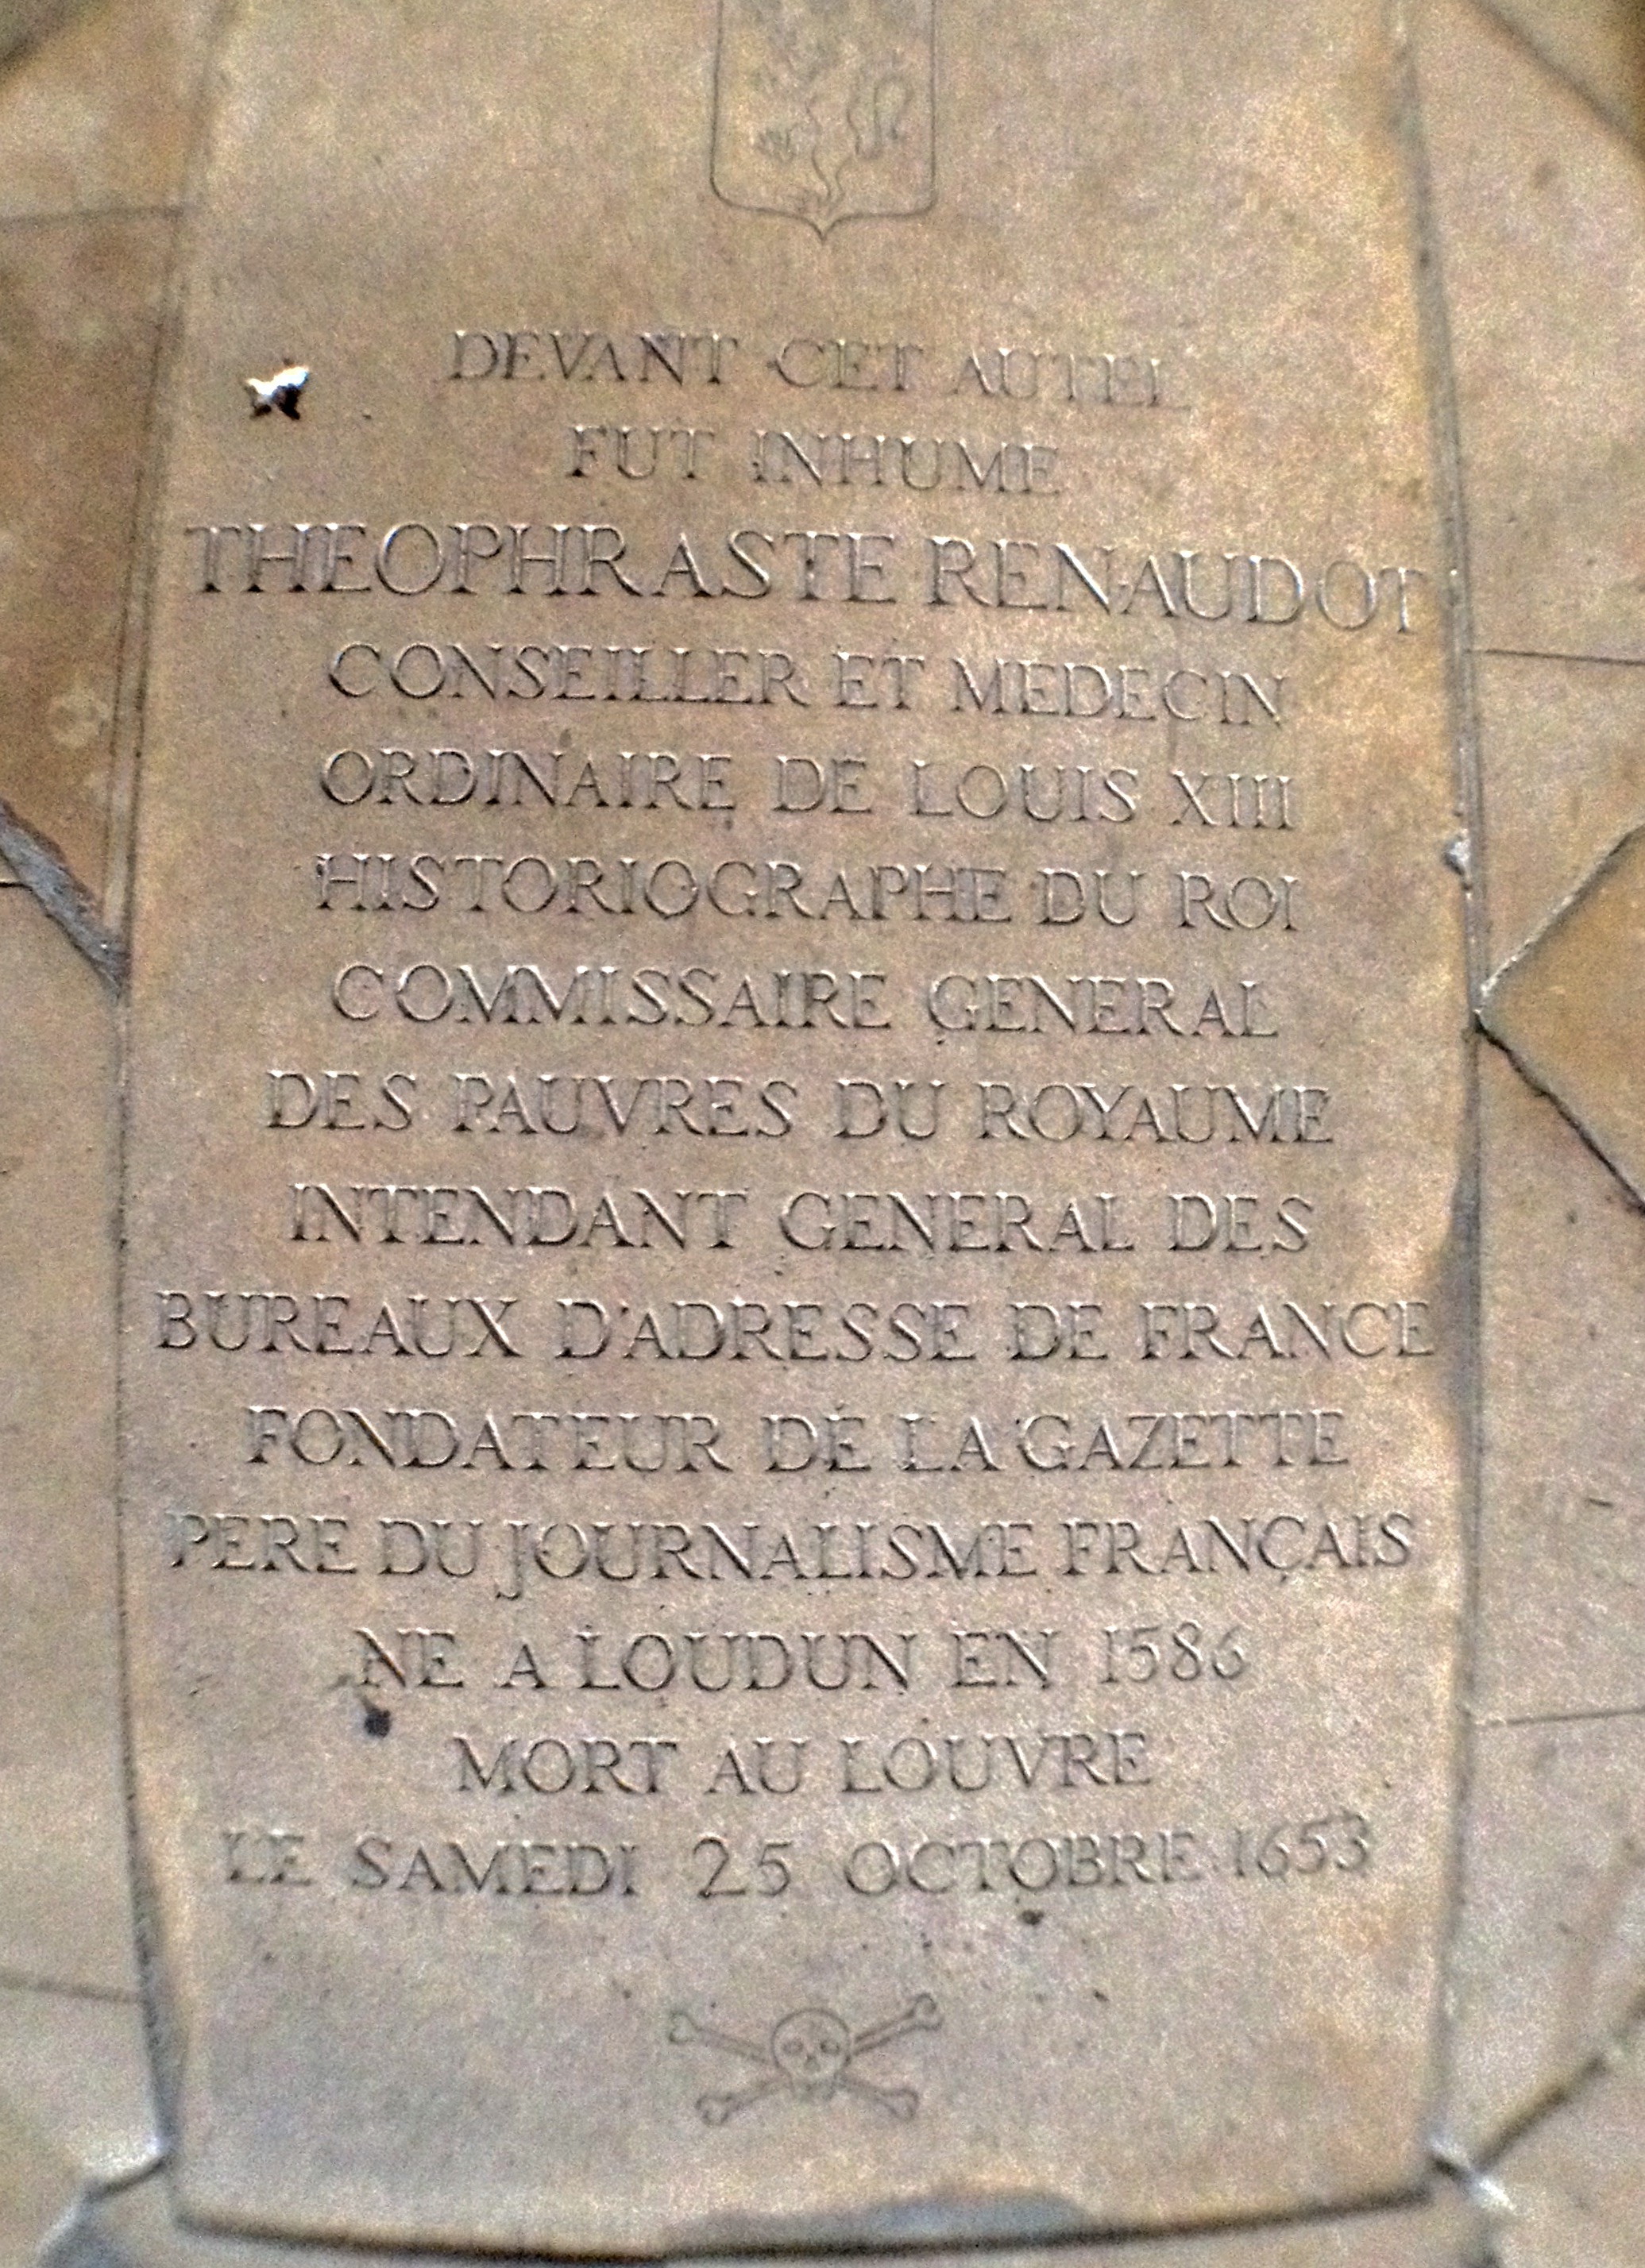 DEVANT CET AUTEL
FUT INHUME
THEOPHRASTE RENAUDOT
CONSEILLER ET MEDECIN
ORDINAIRE DE LOUIS XIII
HISTORIOGRAPHE DU ROI
COMMISSAIRE GENERAL
DES PAUVRES DU ROYAUME
INTENDANT GENERAL DES
BUREAUX D'ADRESSE DE FRANCE
FONDATEUR DE LA GAZETTE
PERE DU JOURNALISME FRANÇAIS
NE A LOUDUN EN 1586
MORT AU LOUVRE
LE SAMEDI 25 OCTOBRE 1653